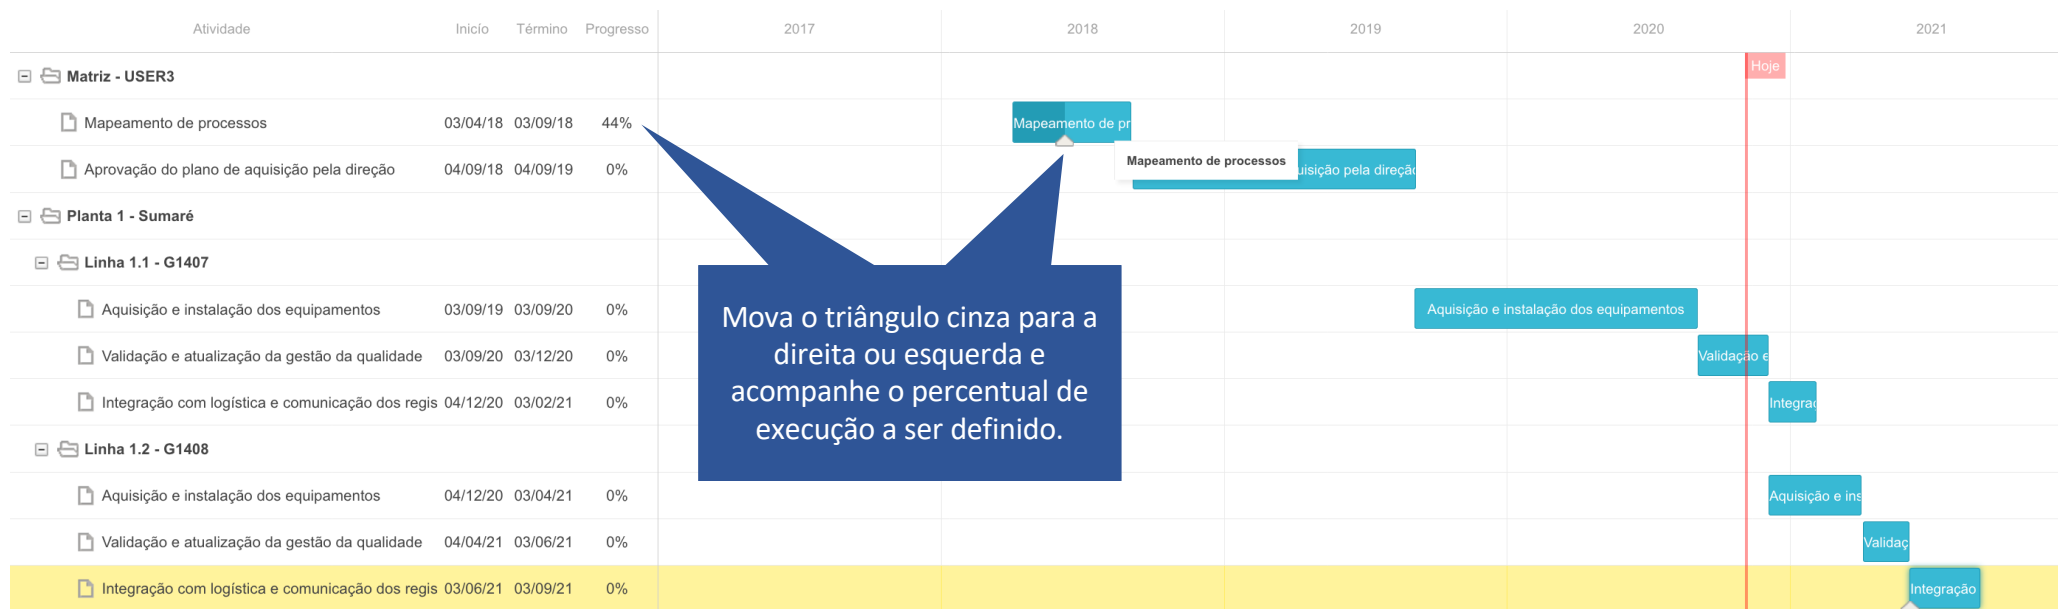 Atividade Inicío Término Progresso 2017 2018 2019 2020 2021
Matriz - USER3
Hoje
Mapeamento de processos 03/04/18 03/09/18 44%
Mapeamento de pr
Aprovação do plano de aquisição pela direção 04/09/18 04/09/19 0%
Mapeamento de processos
uisição pela direção
Planta 1 - Sumaré
Linha 1.1 - G1407
Aquisição e instalação dos equipamentos 03/09/19 03/09/20 0%
Aquisição e instalação dos equipamentos
Validação e atualização da gestão da qualidade 03/09/20 03/12/20 0%
Validação e
Integração com logística e comunicação dos regis 04/12/20 03/02/21 0%
Integraç
Mova o triângulo cinza para a
direita ou esquerda e
acompanhe o percentual de
execução a ser definido.
Linha 1.2 - G1408
Aquisição e instalação dos equipamentos 04/12/20 03/04/21 0%
Aquisição e ins
Validação e atualização da gestão da qualidade 04/04/21 03/06/21 0%
Validaç
Integração com logística e comunicação dos regis 03/06/21 03/09/21 0%
Integração